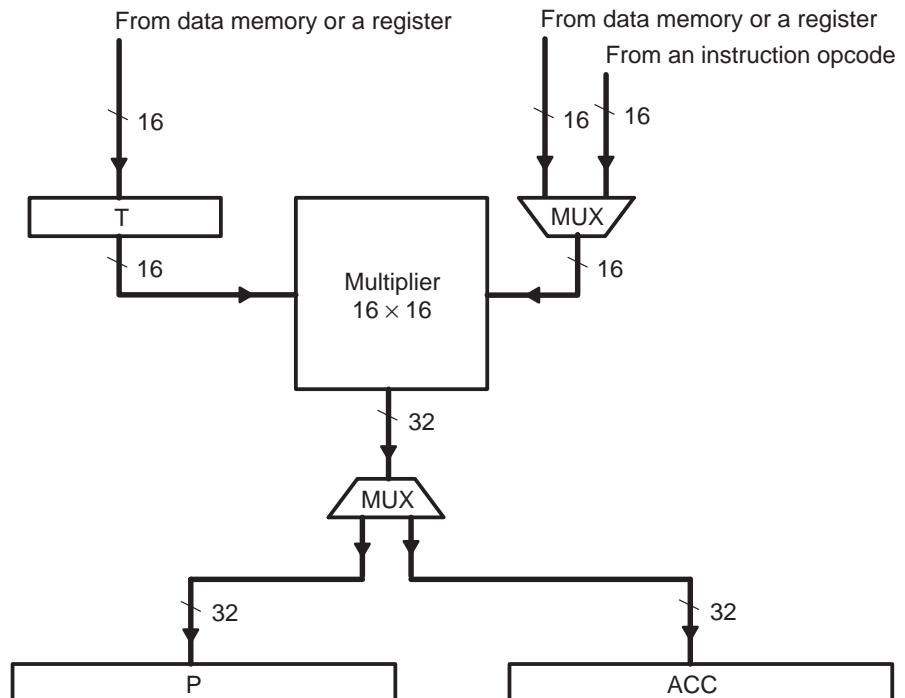 From data memory or a register
From data memory or a register
From an instruction opcode
16
16
16
T
MUX
16
16
Multiplier
16 × 16
32
MUX
32
32
P
ACC